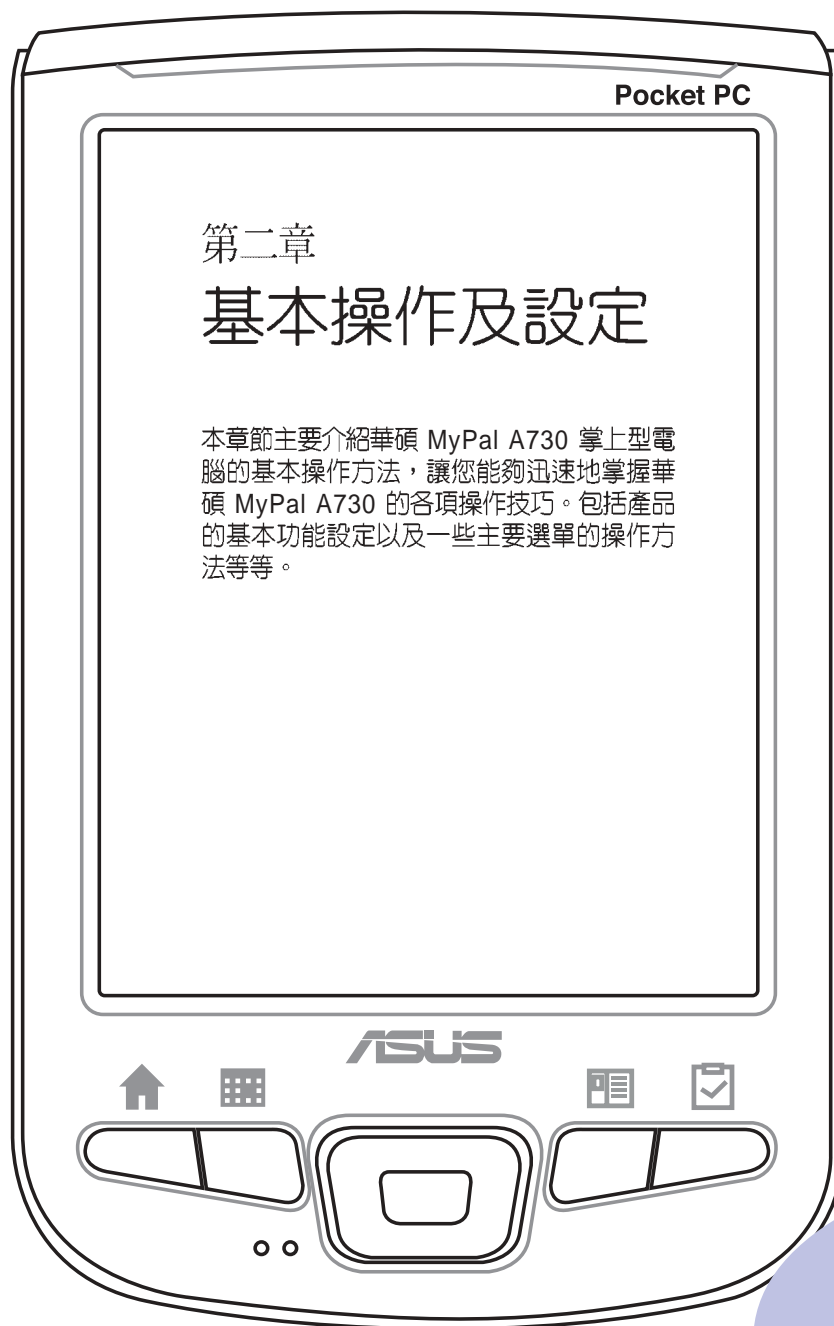 Pocket PC
第二章
基本操作及設定
本章節主要介紹華碩 MyPal A730 掌上型電
腦的基本操作方法，讓您能夠迅速地掌握華
碩 MyPal A730 的各項操作技巧。包括產品
的基本功能設定以及一些主要選單的操作方
法等等。
ASUS